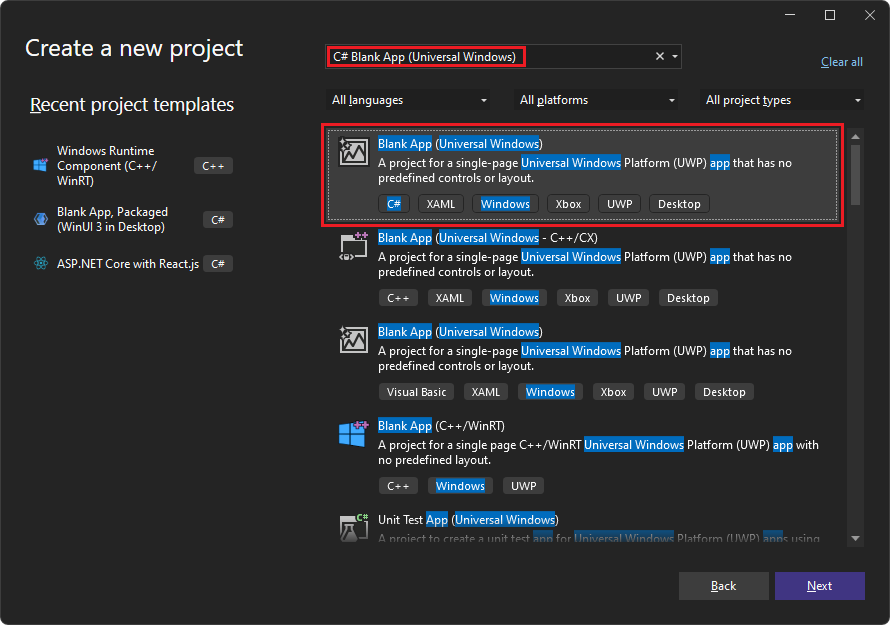 Create a new project
C# Blank App (Universal Windows)
Clear all
Recent project templates
Windows Runtime
Component (C++/
WinRT)
C++
Blank App, Packaged
(WinUI 3 in Desktop)
C#
ASP.NET Core with React.js
C#
All languages
All platforms
All project types
Blank App (Universal Windows)
A project for a single-page Universal Windows Platform (UWP) app that has no
predefined controls or layout.
C# XAML Windows Xbox UWP Desktop
Blank App (Universal Windows - C++/CX)
A project for a single-page Universal Windows Platform (UWP) app that has no
predefined controls or layout.
C++ XAML Windows Xbox UWP Desktop
Blank App (Universal Windows)
A project for a single-page Universal Windows Platform (UWP) app that has no
predefined controls or layout.
Visual Basic XAML Windows Xbox UWP Desktop
Blank App (C++/WinRT)
A project for a single page C++/WinRT Universal Windows Platform (UWP) app with
no predefined layout.
C++ Windows UWP
C#
Unit Test App (Universal Windows)
A project to create a unit test app for Universal Windows Platform (UWP) apps using
Back
Next